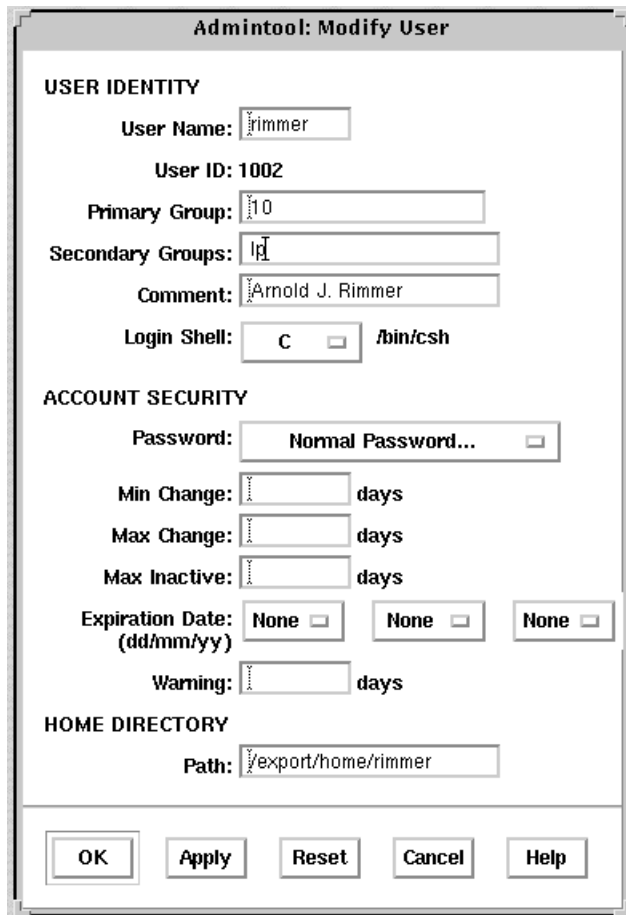 Admintool: Modify User
USER IDENTITY
User Name: rimmer
User ID: 1002
Primary Group: 10
Secondary Groups: lp
Comment: Arnold J. Rimmer
Login Shell: C /bin/csh
ACCOUNT SECURITY
Password: Normal Password...
Min Change: days
Max Change: days
Max Inactive: days
Expiration Date: None None None
(dd/mm/yy)
Warning: days
HOME DIRECTORY
Path: /export/home/rimmer
OK Apply Reset Cancel Help